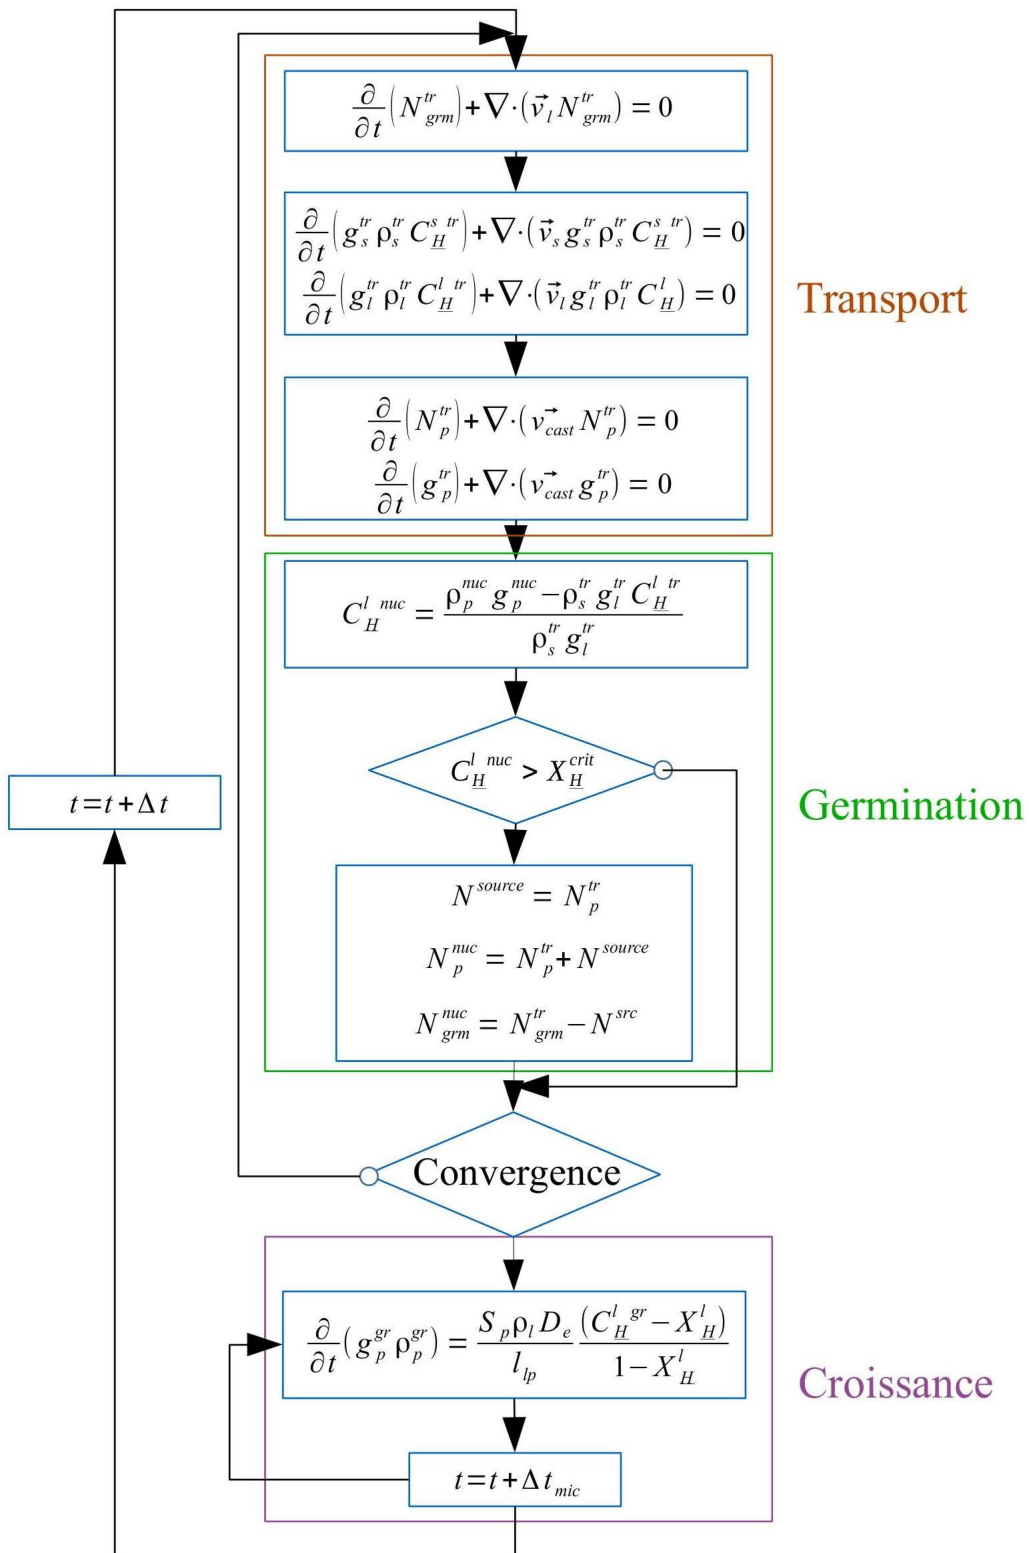 ∂/∂t (N_grm^tr) + ∇·(v⃗_l N_grm^tr) = 0
∂/∂t (g_s^tr ρ_s^tr C_H^s tr) + ∇·(v⃗_s g_s^tr ρ_s^tr C_H^s tr) = 0
∂/∂t (g_l^tr ρ_l^tr C_H^l tr) + ∇·(v⃗_l g_l^tr ρ_l^tr C_H^l) = 0
Transport
∂/∂t (N_p^tr) + ∇·(v⃗_cast N_p^tr) = 0
∂/∂t (g_p^tr) + ∇·(v⃗_cast g_p^tr) = 0
C_H^l nuc = (ρ_p^nuc g_p^nuc − ρ_s^tr g_l^tr C_H^l tr) / (ρ_s^tr g_l^tr)
C_H^l nuc > X_H^crit
t = t + Δt
Germination
N^source = N_p^tr
N_p^nuc = N_p^tr + N^source
N_grm^nuc = N_grm^tr − N^src
Convergence
∂/∂t (g_p^gr ρ_p^gr) = (S_p ρ_l D_e / l_lp) (C_H^l gr − X_H^l) / (1 − X_H^l)
Croissance
t = t + Δt_mic